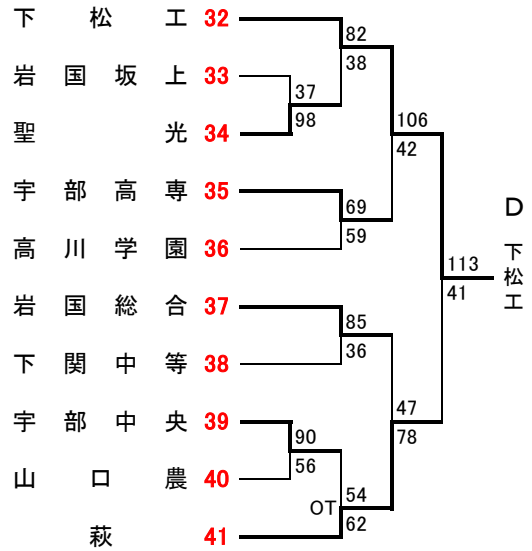 下松工 32
岩国坂上 33
聖光 34
宇部高専 35
高川学園 36
岩国総合 37
下関中等 38
宇部中央 39
山口農 40
萩 41
82
38
37
98
106
42
69
59
113
41
85
36
47
78
90
56
OT 54
62
D
下松工